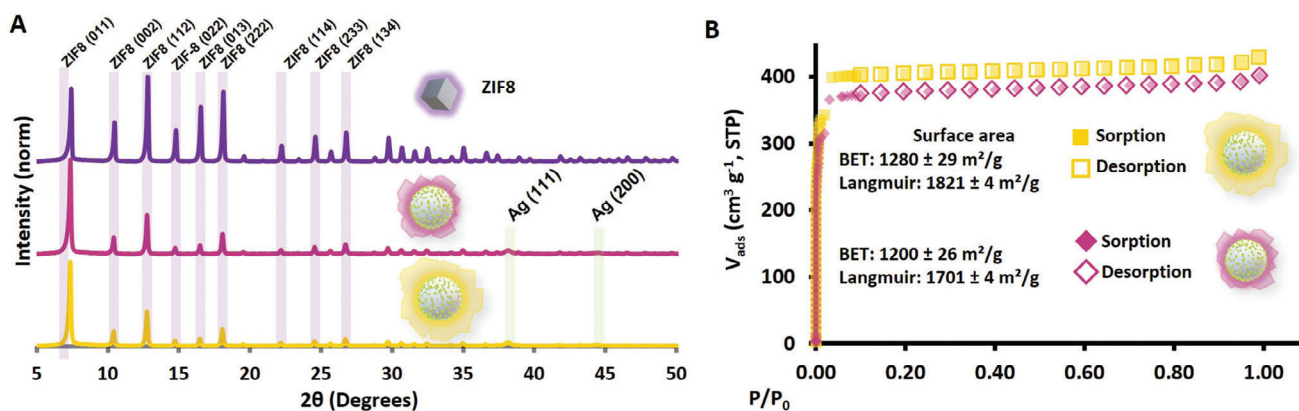 A
Intensity (norm)
ZIF8 (011)
ZIF8 (002)
ZIF8 (112)
ZIF-8 (022)
ZIF8 (013)
ZIF8 (222)
ZIF8 (114)
ZIF8 (233)
ZIF8 (134)
ZIF8
Ag (111)
Ag (200)
5 10 15 20 25 30 35 40 45 50
2θ (Degrees)
B
V_ads (cm³ g⁻¹, STP)
400
300
200
100
0
Surface area
BET: 1280 ± 29 m²/g
Langmuir: 1821 ± 4 m²/g
Sorption
Desorption
BET: 1200 ± 26 m²/g
Langmuir: 1701 ± 4 m²/g
Sorption
Desorption
0.00 0.20 0.40 0.60 0.80 1.00
P/P₀